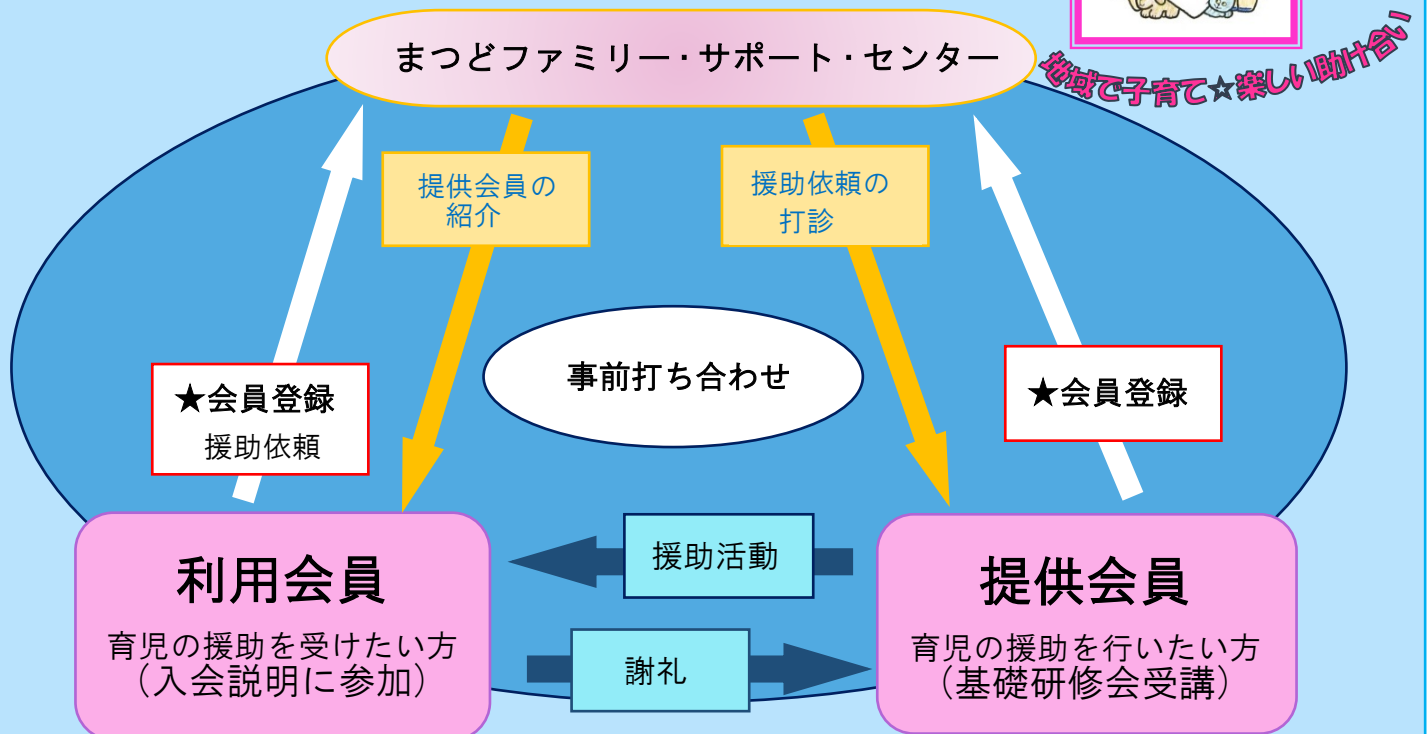 まつどファミリー・サポート・センター
地域で子育て☆楽しい助け合い
提供会員の
紹介
援助依頼の
打診
事前打ち合わせ
★会員登録
援助依頼
★会員登録
利用会員
育児の援助を受けたい方
（入会説明に参加）
援助活動
謝礼
提供会員
育児の援助を行いたい方
（基礎研修会受講）